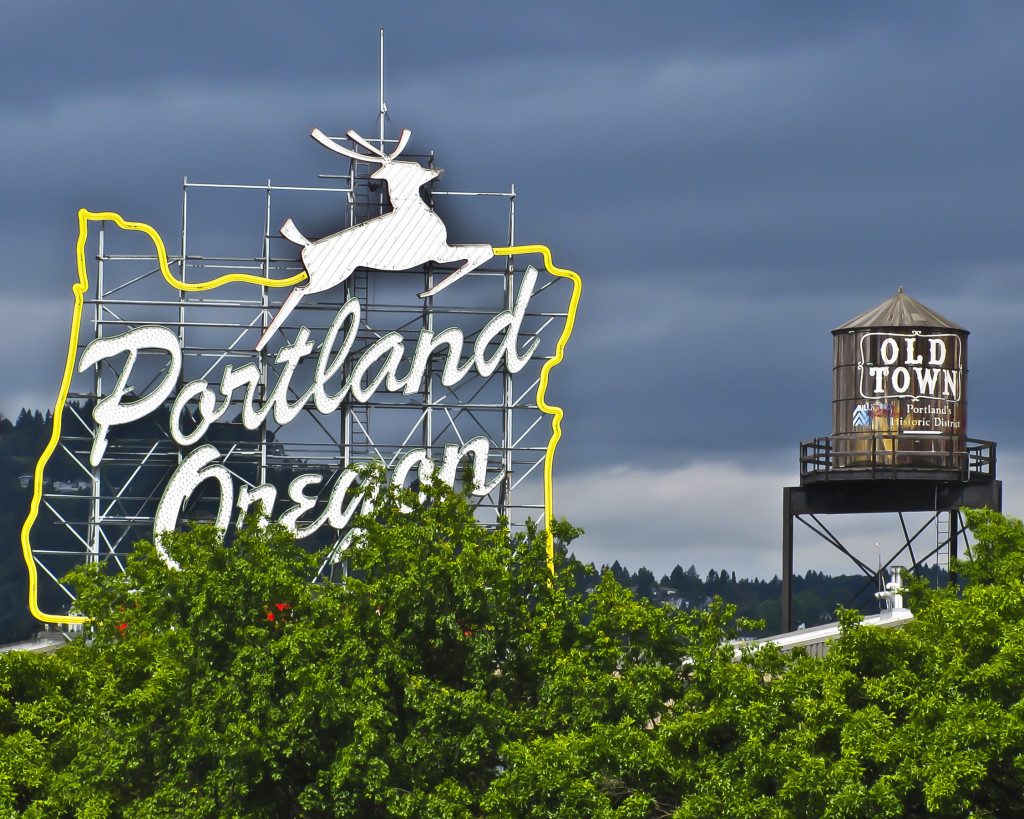 Portland
Oregon
OLD
TOWN
Portland's
Historic District